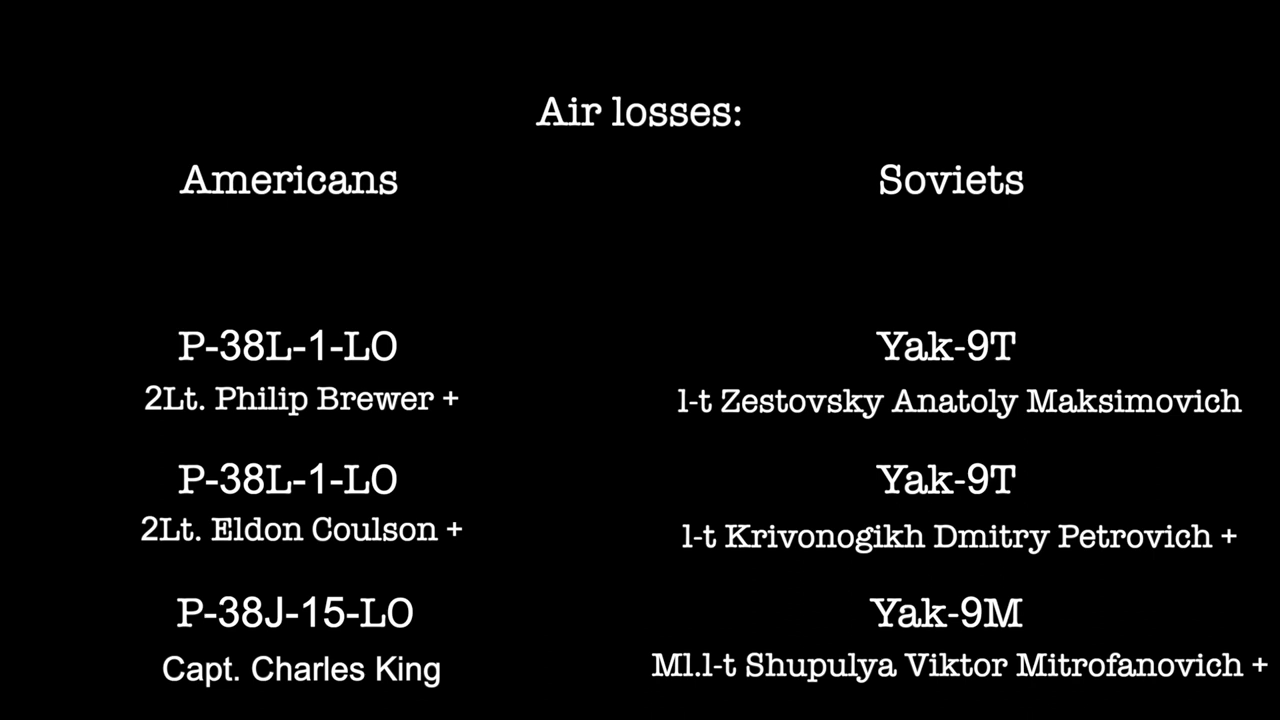 Air losses:
Americans
Soviets
P-38L-1-LO
Yak-9T
2Lt. Philip Brewer +
l-t Zestovsky Anatoly Maksimovich
P-38L-1-LO
Yak-9T
2Lt. Eldon Coulson +
l-t Krivonogikh Dmitry Petrovich +
P-38J-15-LO
Yak-9M
Capt. Charles King
Ml.l-t Shupulya Viktor Mitrofanovich +